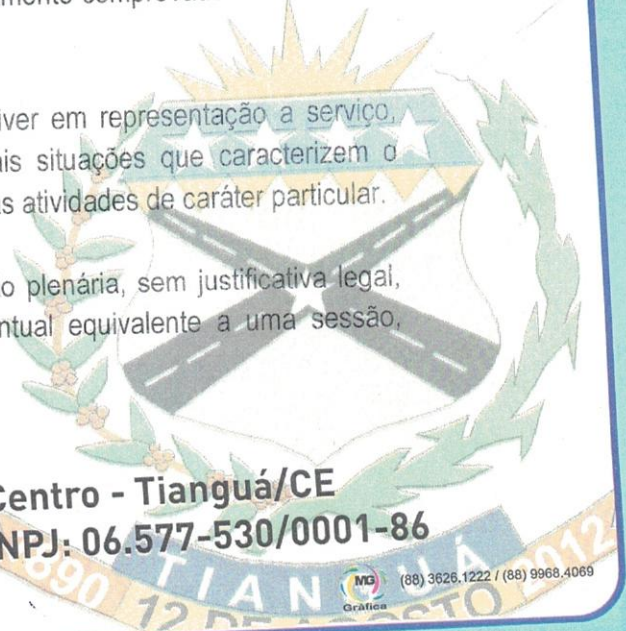 iver em representação a serviço,
ais situações que caracterizem o
s atividades de caráter particular.
o plenária, sem justificativa legal,
ntual equivalente a uma sessão,
Centro - Tianguá/CE
NPJ: 06.577-530/0001-86
890 TIANGUÁ 2012
12 DE AGOSTO
MG (88) 3626.1222 / (88) 9968.4069
Gráfica